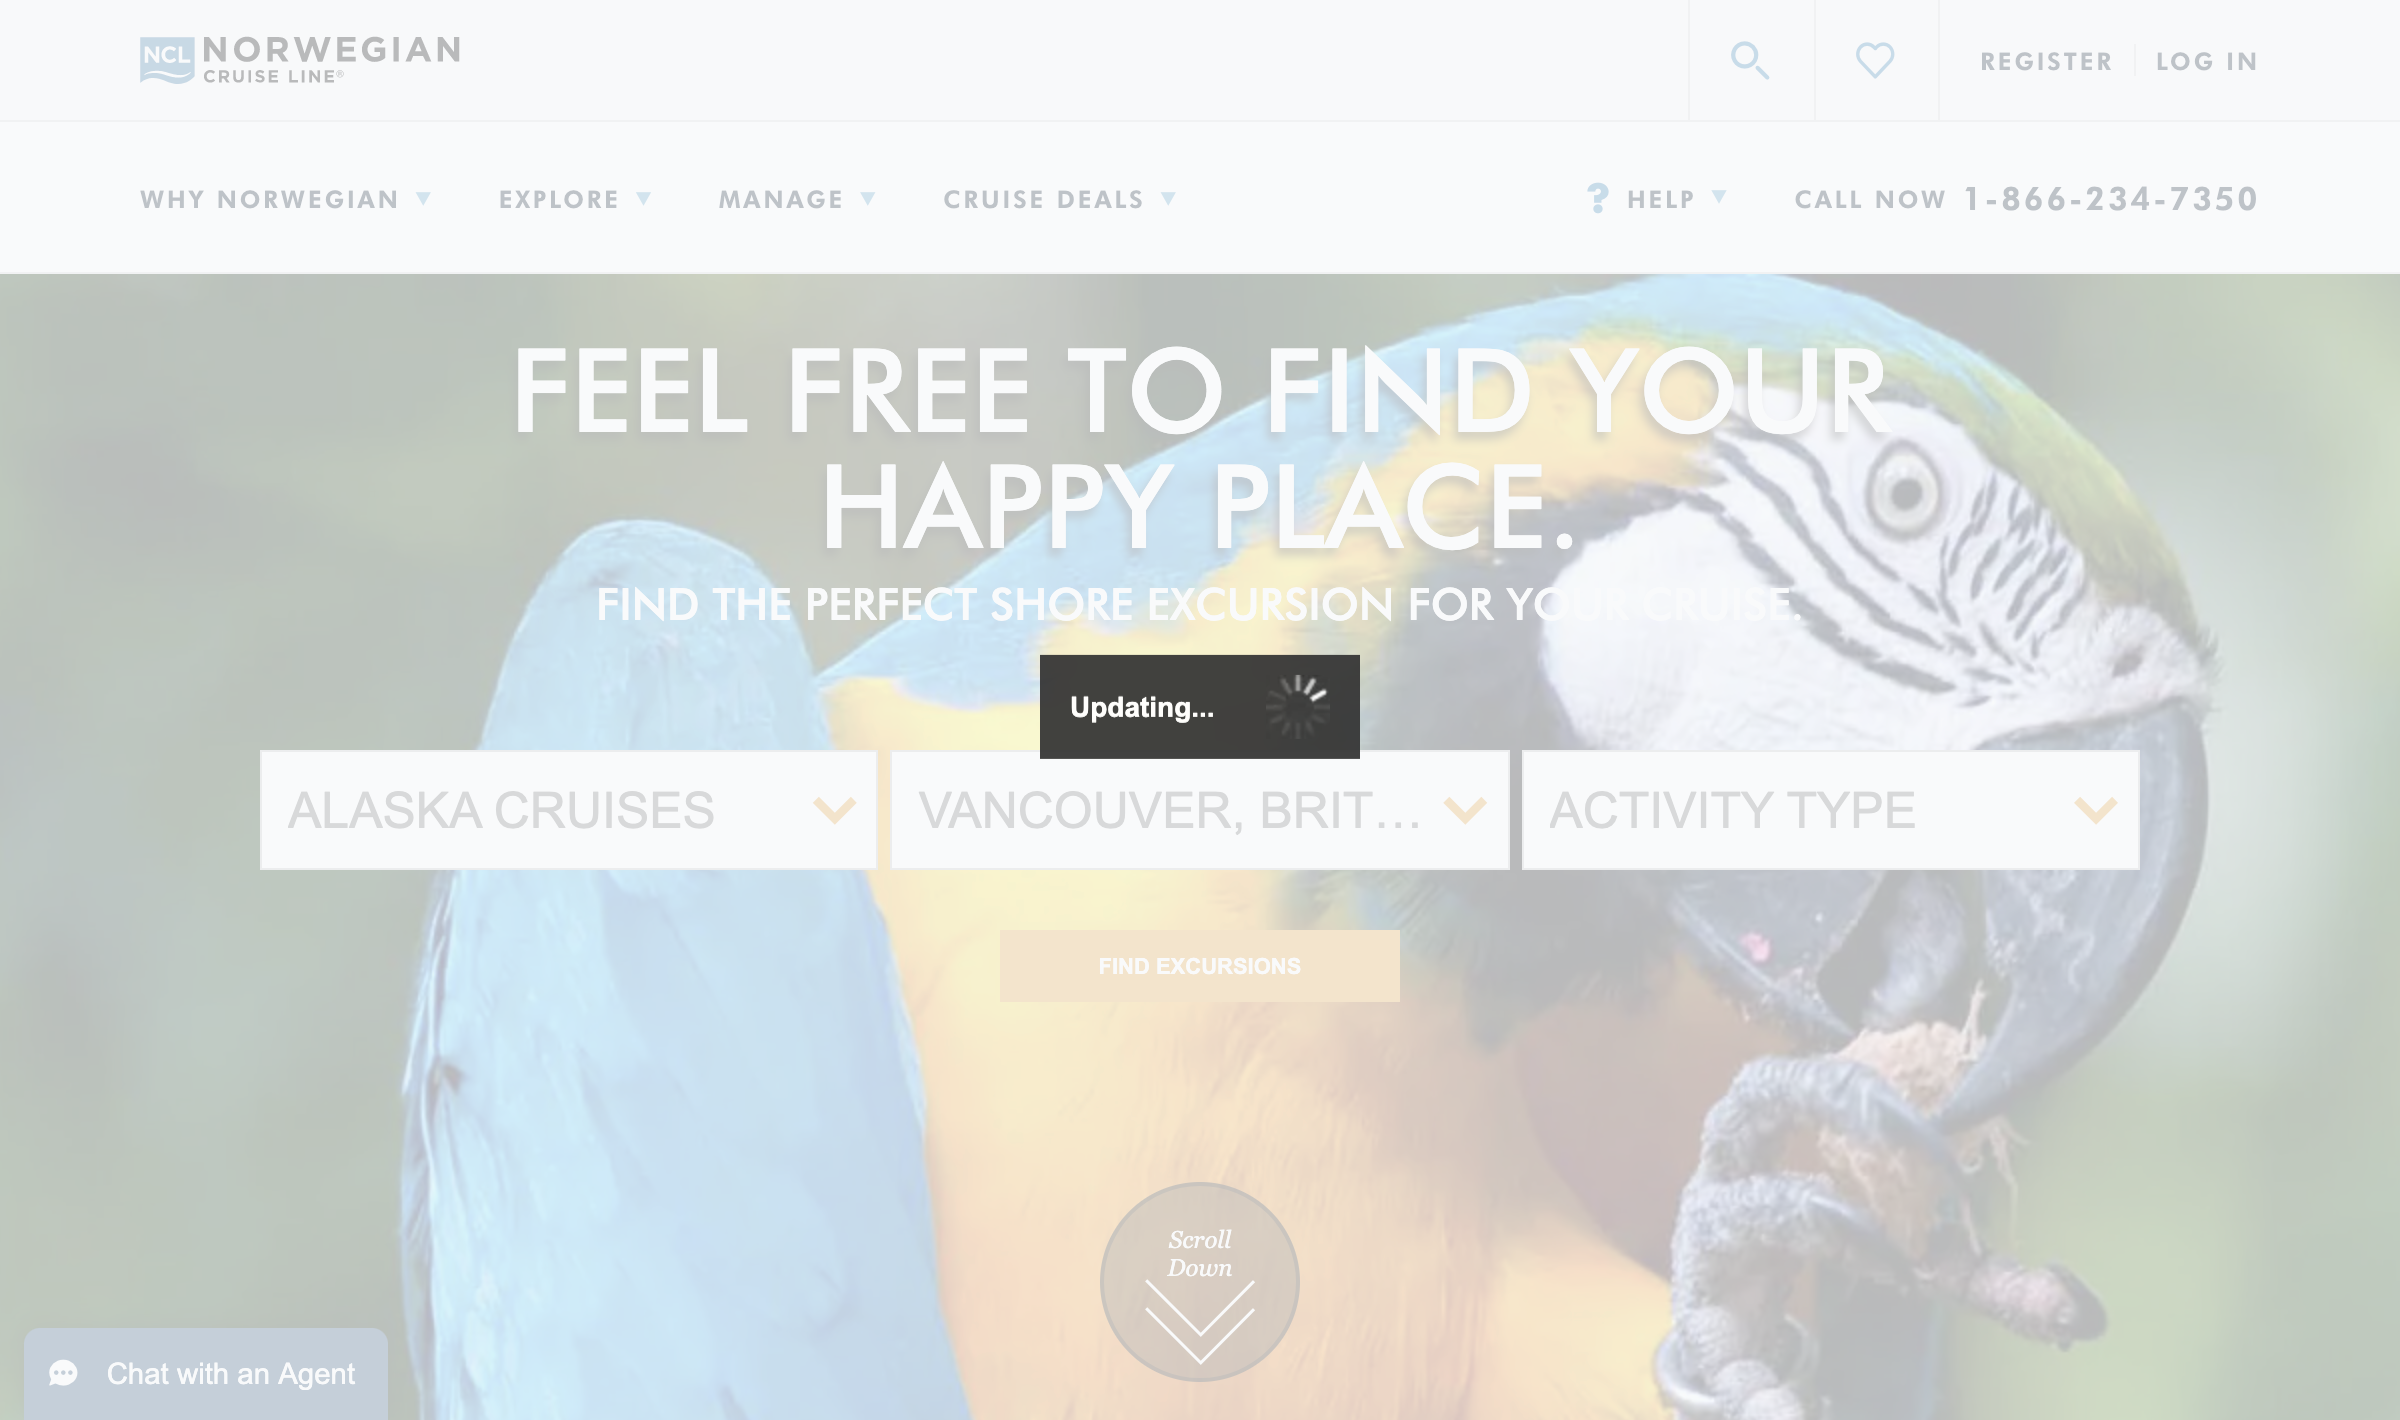 NCL NORWEGIAN
CRUISE LINE®
REGISTER
LOG IN
WHY NORWEGIAN
EXPLORE
MANAGE
CRUISE DEALS
? HELP
CALL NOW 1-866-234-7350
FEEL FREE TO FIND YOUR
HAPPY PLACE.
FIND THE PERFECT SHORE EXCURSION FOR YOUR CRUISE.
Updating...
ALASKA CRUISES
VANCOUVER, BRIT...
ACTIVITY TYPE
FIND EXCURSIONS
Scroll
Down
Chat with an Agent